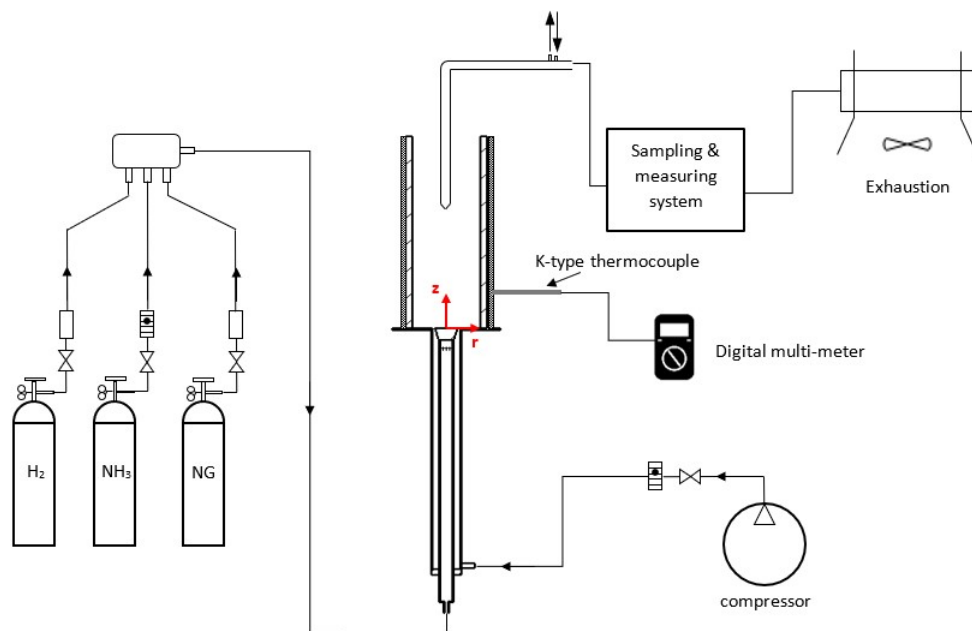 Sampling &
measuring
system
Exhaustion
K-type thermocouple
z
r
Digital multi-meter
H₂
NH₃
NG
compressor